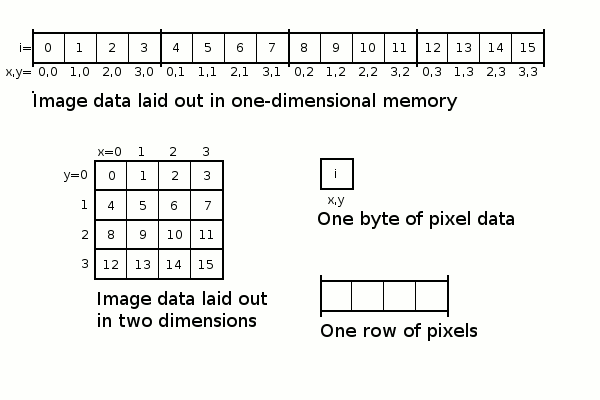 i= 0 1 2 3 4 5 6 7 8 9 10 11 12 13 14 15
x,y= 0,0 1,0 2,0 3,0 0,1 1,1 2,1 3,1 0,2 1,2 2,2 3,2 0,3 1,3 2,3 3,3
Image data laid out in one-dimensional memory
x=0 1 2 3
y=0 0 1 2 3
1 4 5 6 7
2 8 9 10 11
3 12 13 14 15
Image data laid out
in two dimensions
i
x,y
One byte of pixel data
One row of pixels